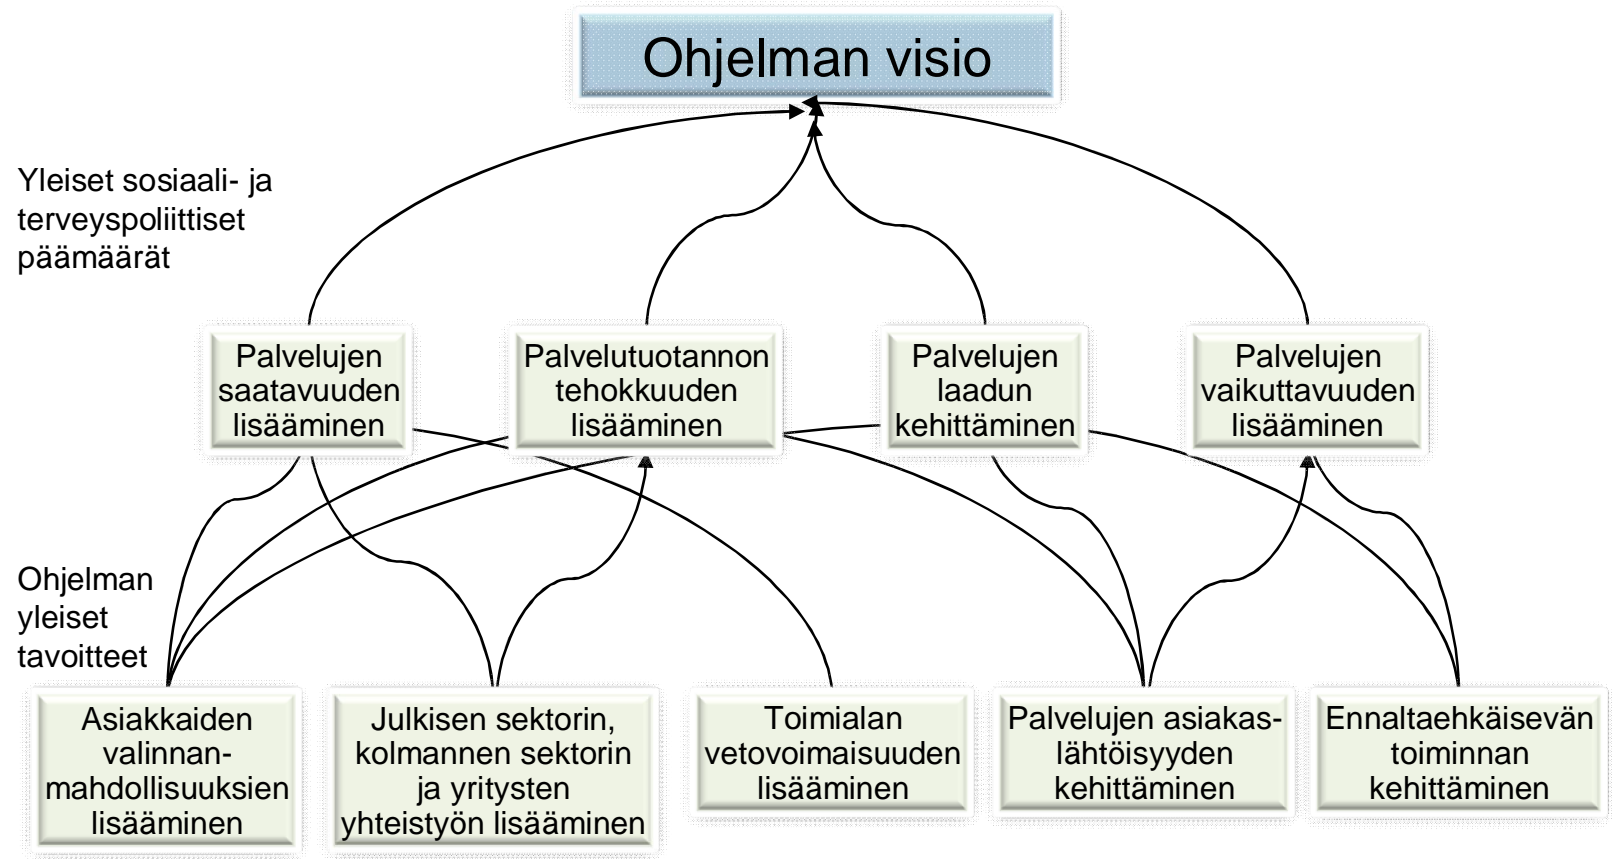 Ohjelman visio
Yleiset sosiaali- ja
terveyspoliittiset
päämäärät
Palvelujen
saatavuuden
lisääminen
Palvelutuotannon
tehokkuuden
lisääminen
Palvelujen
laadun
kehittäminen
Palvelujen
vaikuttavuuden
lisääminen
Ohjelman
yleiset
tavoitteet
Asiakkaiden
valinnan-
mahdollisuuksien
lisääminen
Julkisen sektorin,
kolmannen sektorin
ja yritysten
yhteistyön lisääminen
Toimialan
vetovoimaisuuden
lisääminen
Palvelujen asiakas-
lähtöisyyden
kehittäminen
Ennaltaehkäisevän
toiminnan
kehittäminen